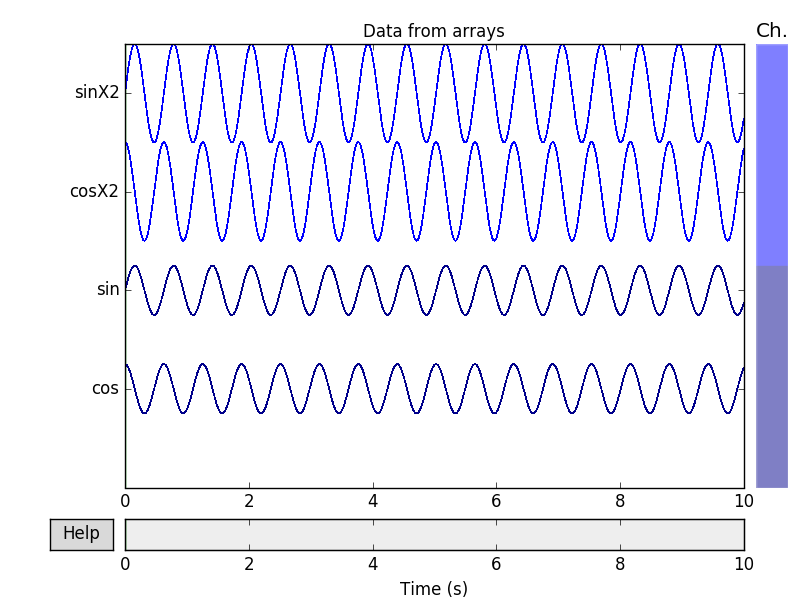 Data from arrays
Ch.
sinX2
cosX2
sin
cos
0 2 4 6 8 10
Help
0 2 4 6 8 10
Time (s)